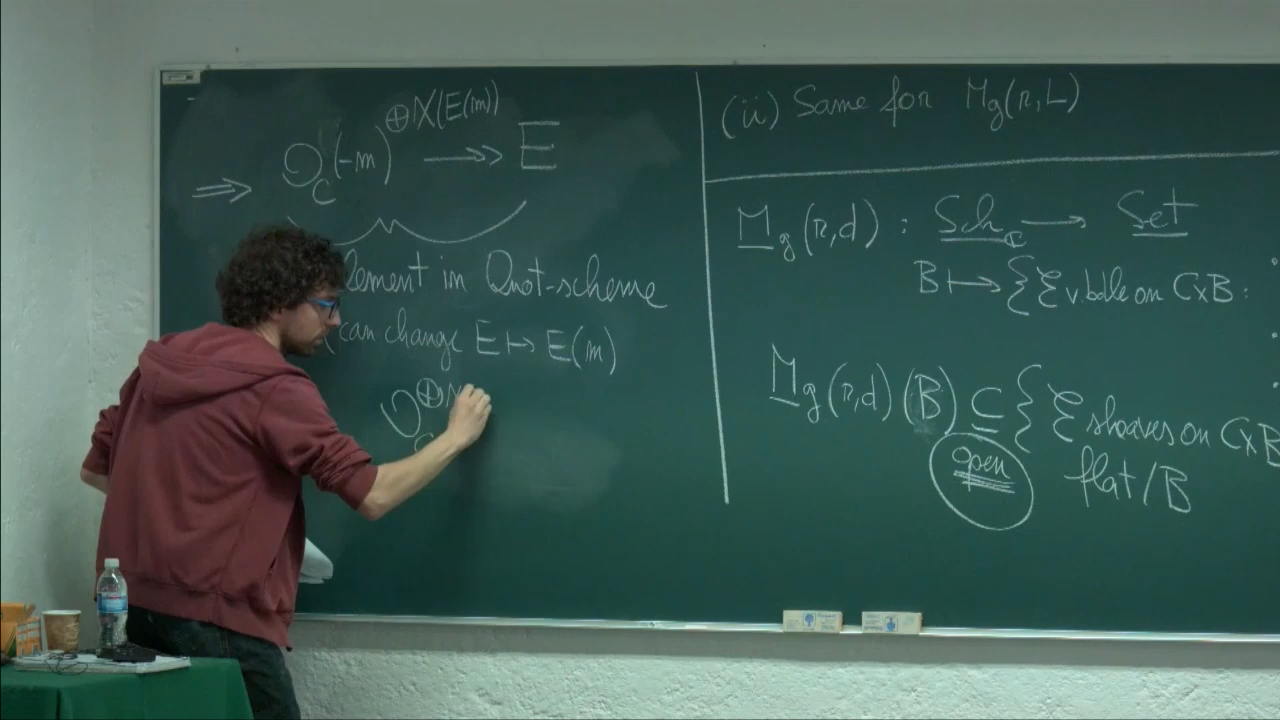 ⇒ O_C(-m)^{⊕χ(E(m))} ↠ E
element in Quot-scheme
can change E ↦ E(m)
O_C^⊕
(ii) Same for M_g(r,L)
M_g(r,d) : Sch_C → Set
B ↦ { ℰ v.bdle on C×B :
M_g(r,d)(B) ⊂ { ℰ sheaves on C×B
open flat/B